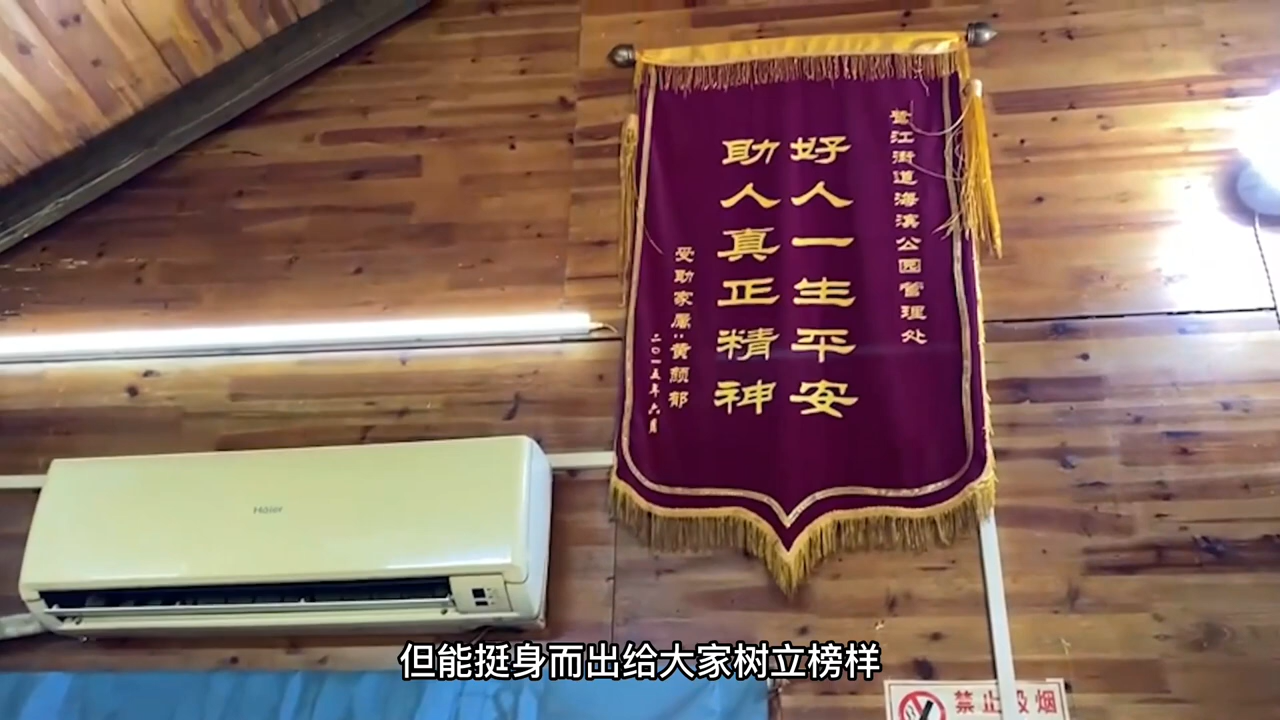 鹭江街道海滨公园管理处
好人一生平安
助人真正精神
受助家属:黄颜郁
二〇一五年六月
Haier
但能挺身而出给大家树立榜样
禁止吸烟